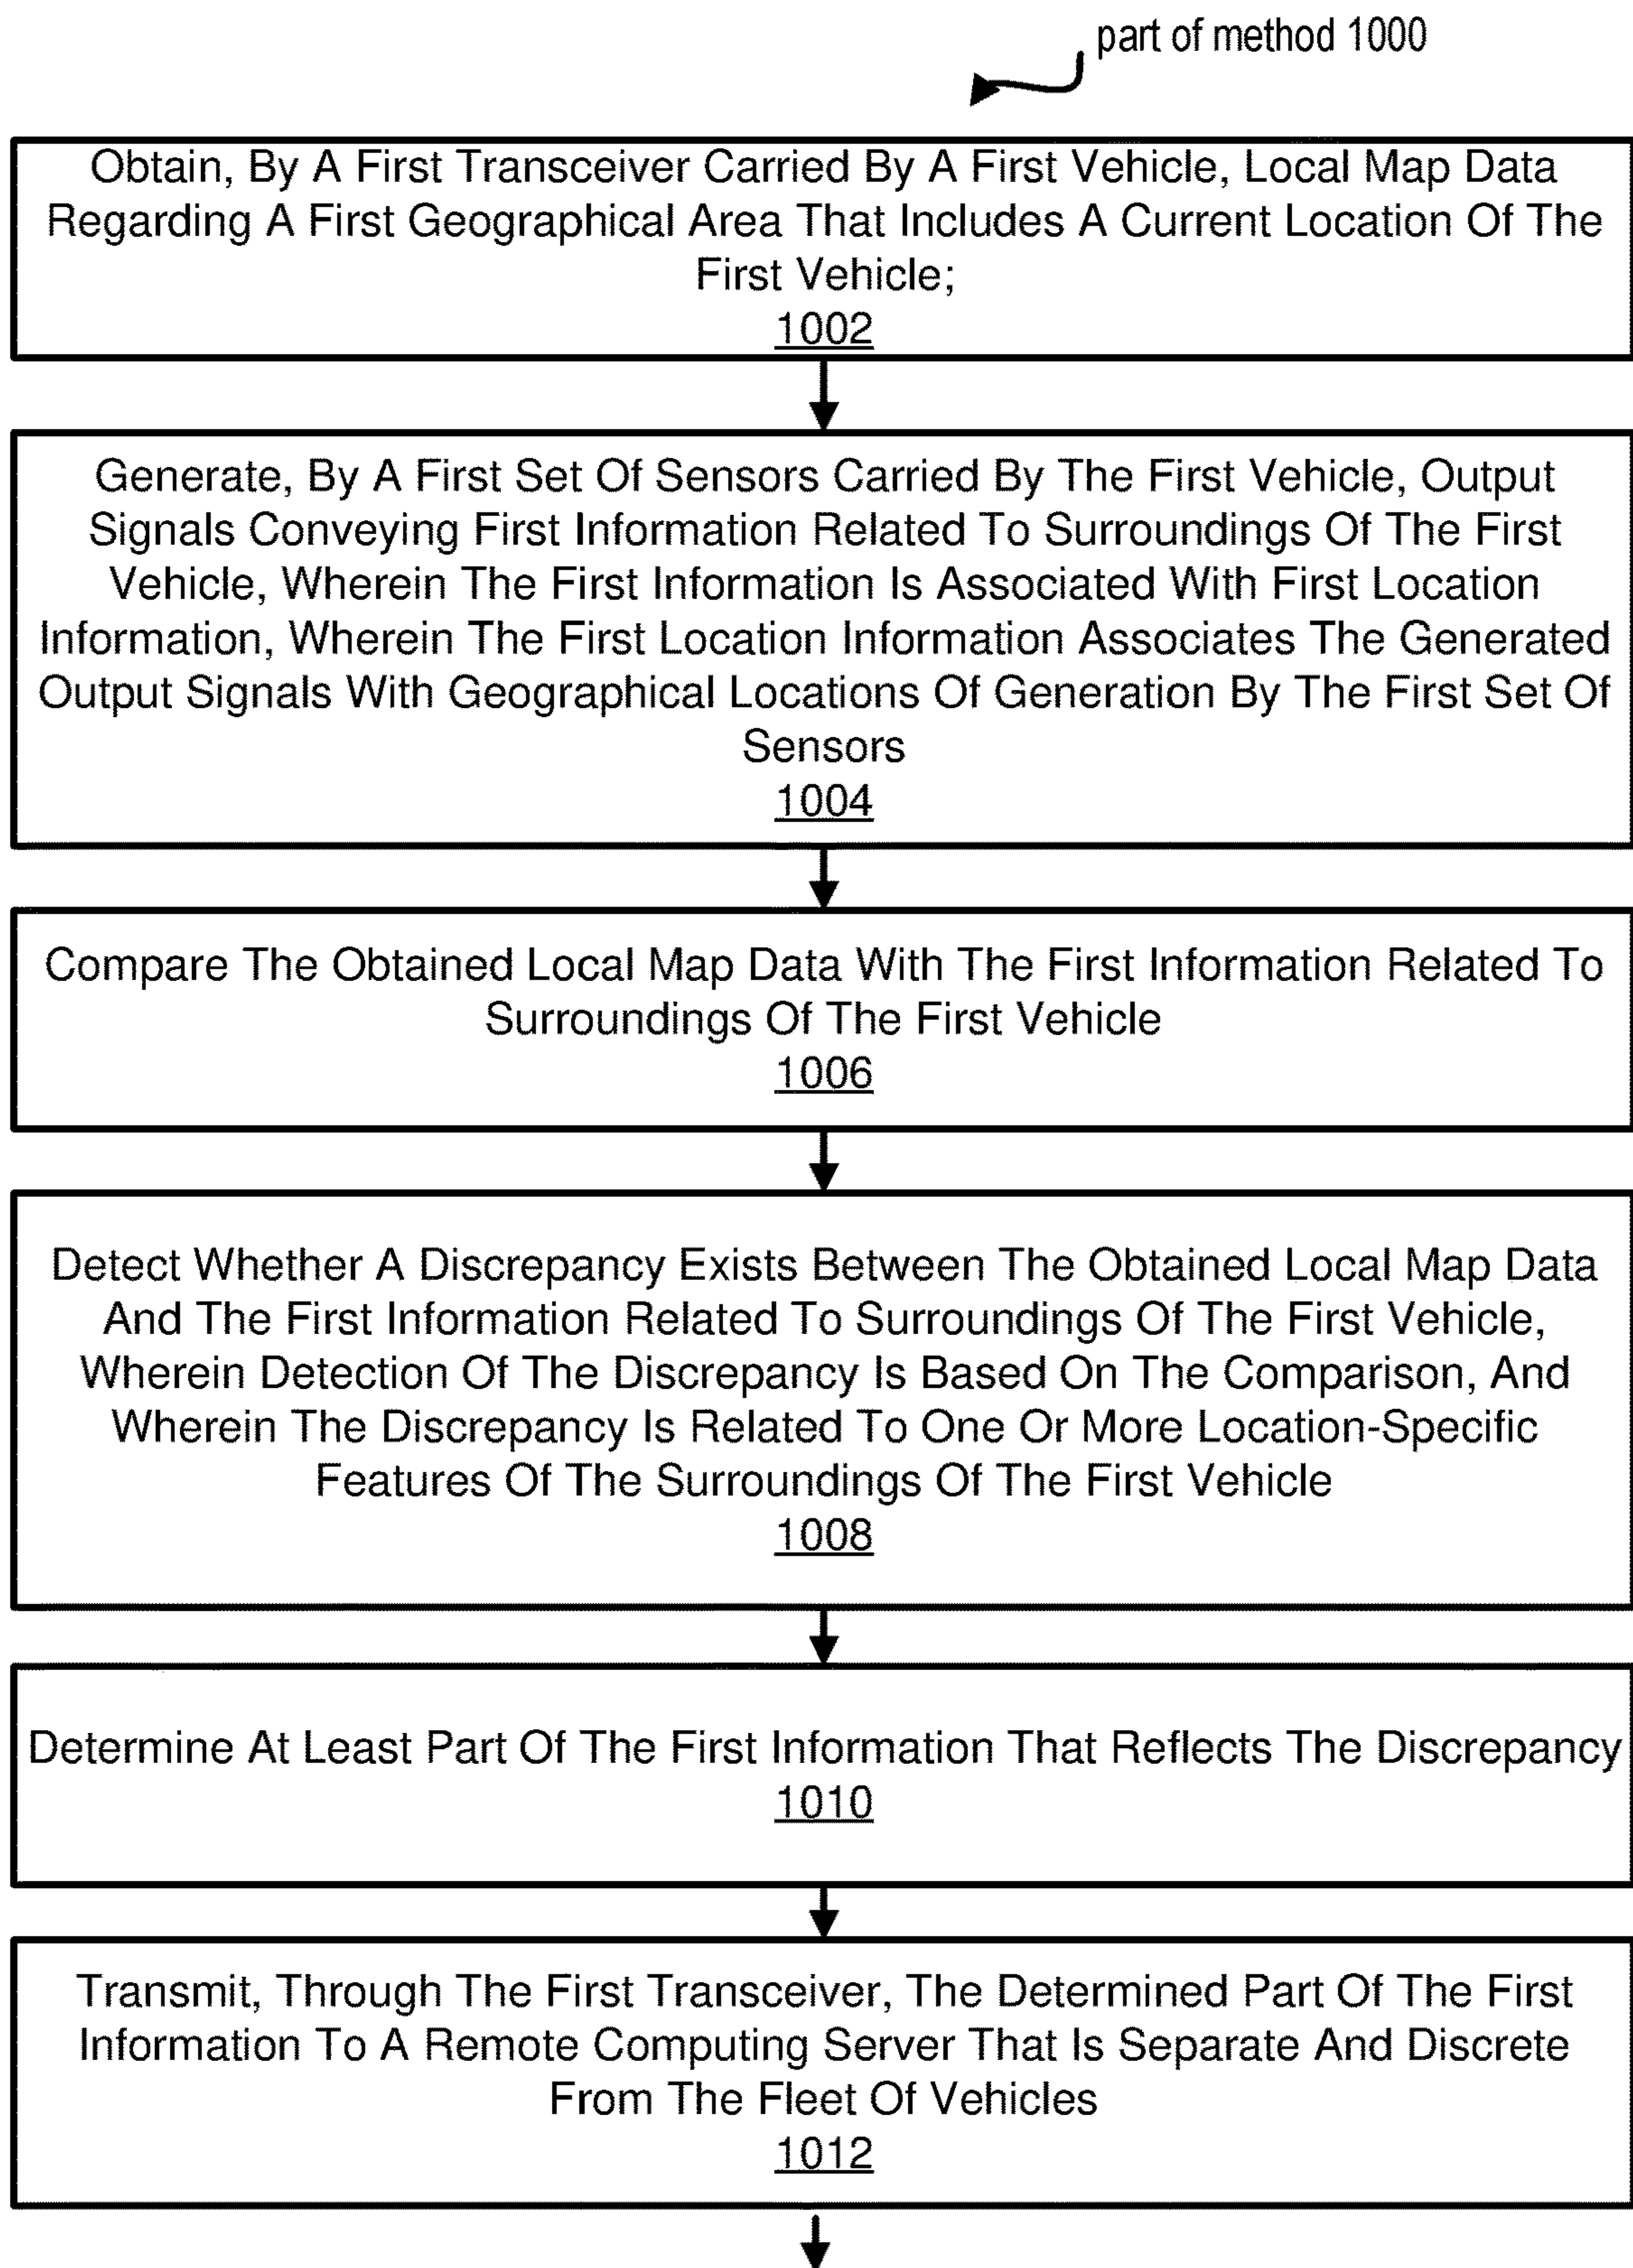 part of method 1000
Obtain, By A First Transceiver Carried By A First Vehicle, Local Map Data
Regarding A First Geographical Area That Includes A Current Location Of The
First Vehicle;
1002
Generate, By A First Set Of Sensors Carried By The First Vehicle, Output
Signals Conveying First Information Related To Surroundings Of The First
Vehicle, Wherein The First Information Is Associated With First Location
Information, Wherein The First Location Information Associates The Generated
Output Signals With Geographical Locations Of Generation By The First Set Of
Sensors
1004
Compare The Obtained Local Map Data With The First Information Related To
Surroundings Of The First Vehicle
1006
Detect Whether A Discrepancy Exists Between The Obtained Local Map Data
And The First Information Related To Surroundings Of The First Vehicle,
Wherein Detection Of The Discrepancy Is Based On The Comparison, And
Wherein The Discrepancy Is Related To One Or More Location-Specific
Features Of The Surroundings Of The First Vehicle
1008
Determine At Least Part Of The First Information That Reflects The Discrepancy
1010
Transmit, Through The First Transceiver, The Determined Part Of The First
Information To A Remote Computing Server That Is Separate And Discrete
From The Fleet Of Vehicles
1012